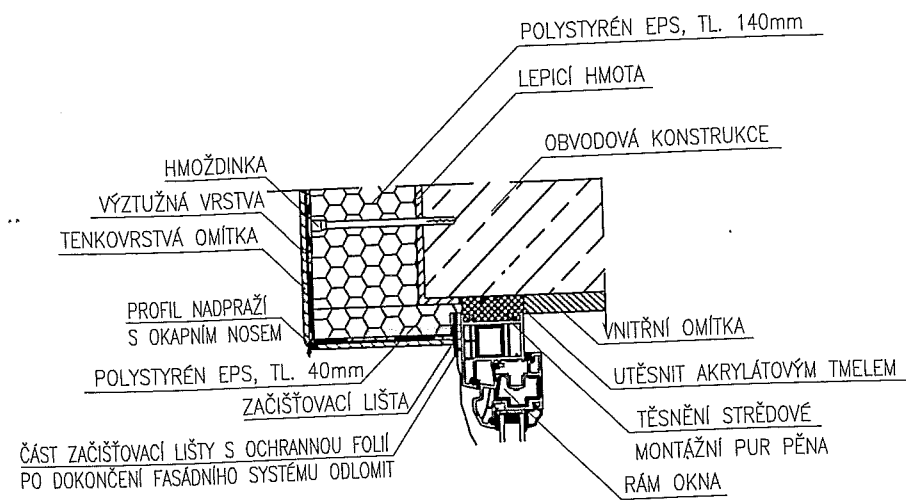 POLYSTYRÉN EPS, TL. 140mm
LEPICÍ HMOTA
OBVODOVÁ KONSTRUKCE
HMOŽDINKA
VÝZTUŽNÁ VRSTVA
TENKOVRSTVÁ OMÍTKA
PROFIL NADPRAŽÍ
S OKAPNÍM NOSEM
VNITŘNÍ OMÍTKA
POLYSTYRÉN EPS, TL. 40mm
UTĚSNIT AKRYLÁTOVÝM TMELEM
ZAČIŠŤOVACÍ LIŠTA
TĚSNĚNÍ STRĚDOVÉ
MONTÁŽNÍ PUR PĚNA
ČÁST ZAČIŠŤOVACÍ LIŠTY S OCHRANNOU FOLIÍ
PO DOKONČENÍ FASÁDNÍHO SYSTÉMU ODLOMIT
RÁM OKNA